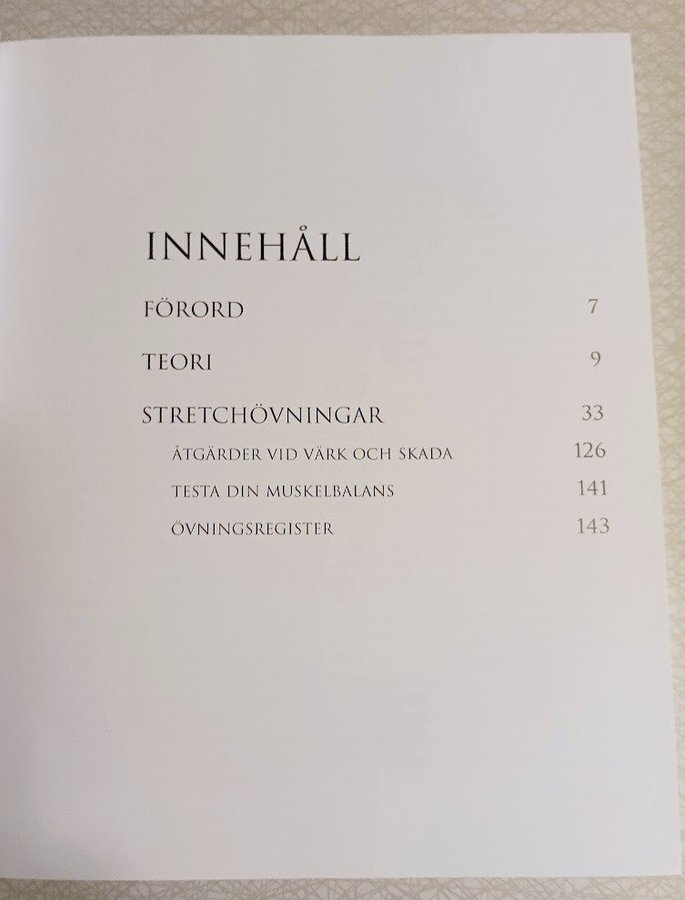 INNEHÅLL
FÖRORD 7
TEORI 9
STRETCHÖVNINGAR 33
ÅTGÄRDER VID VÄRK OCH SKADA 126
TESTA DIN MUSKELBALANS 141
ÖVNINGSREGISTER 143